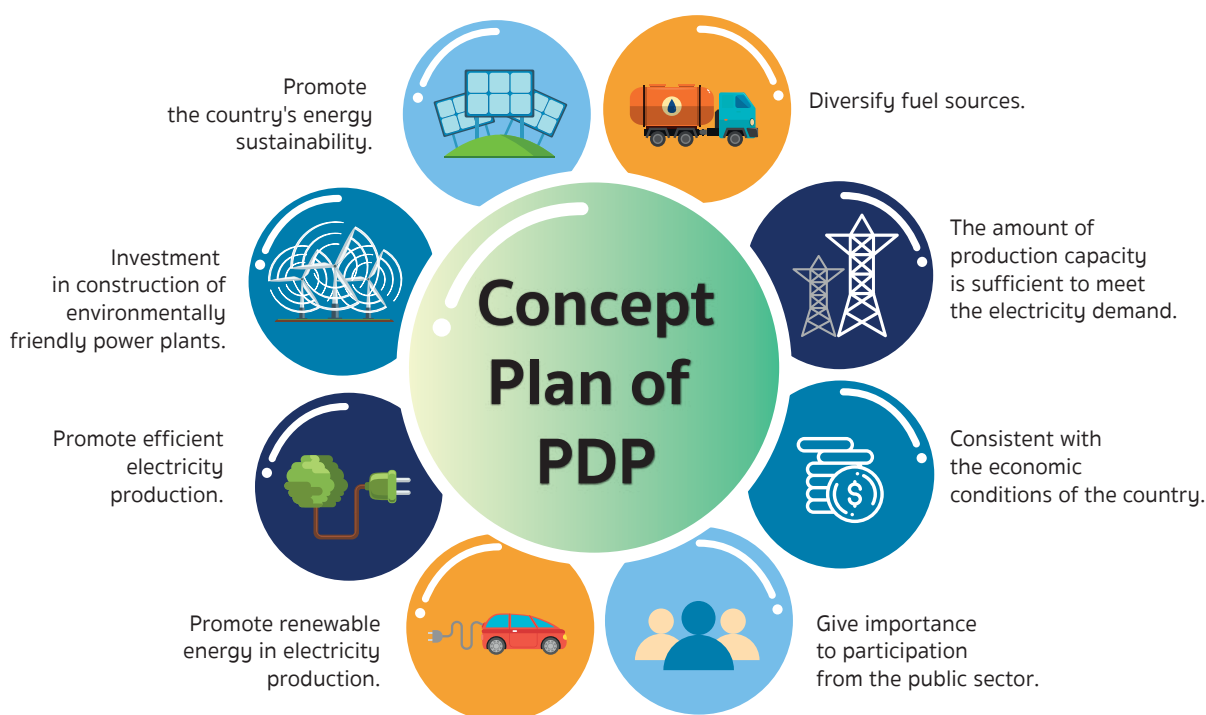 Concept
Plan of
PDP
Diversify fuel sources.
The amount of
production capacity
is sufficient to meet
the electricity demand.
Consistent with
the economic
conditions of the country.
Give importance
to participation
from the public sector.
Promote renewable
energy in electricity
production.
Promote efficient
electricity
production.
Investment
in construction of
environmentally
friendly power plants.
Promote
the country's energy
sustainability.
$